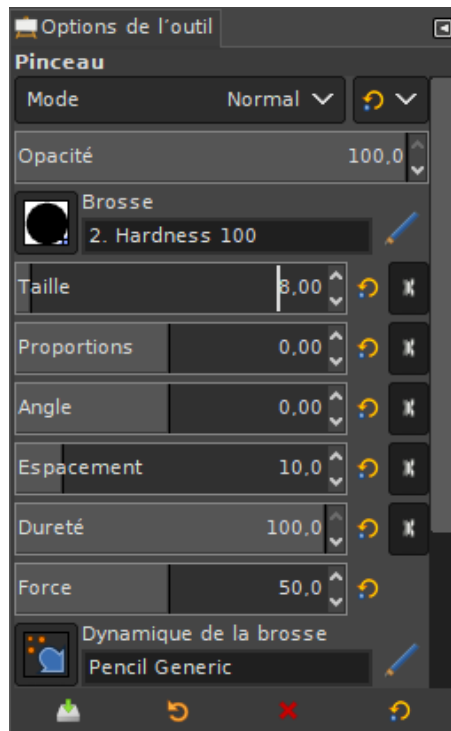 Options de l'outil
Pinceau
Mode Normal
Opacité 100,0
Brosse
2. Hardness 100
Taille 8,00
Proportions 0,00
Angle 0,00
Espacement 10,0
Dureté 100,0
Force 50,0
Dynamique de la brosse
Pencil Generic